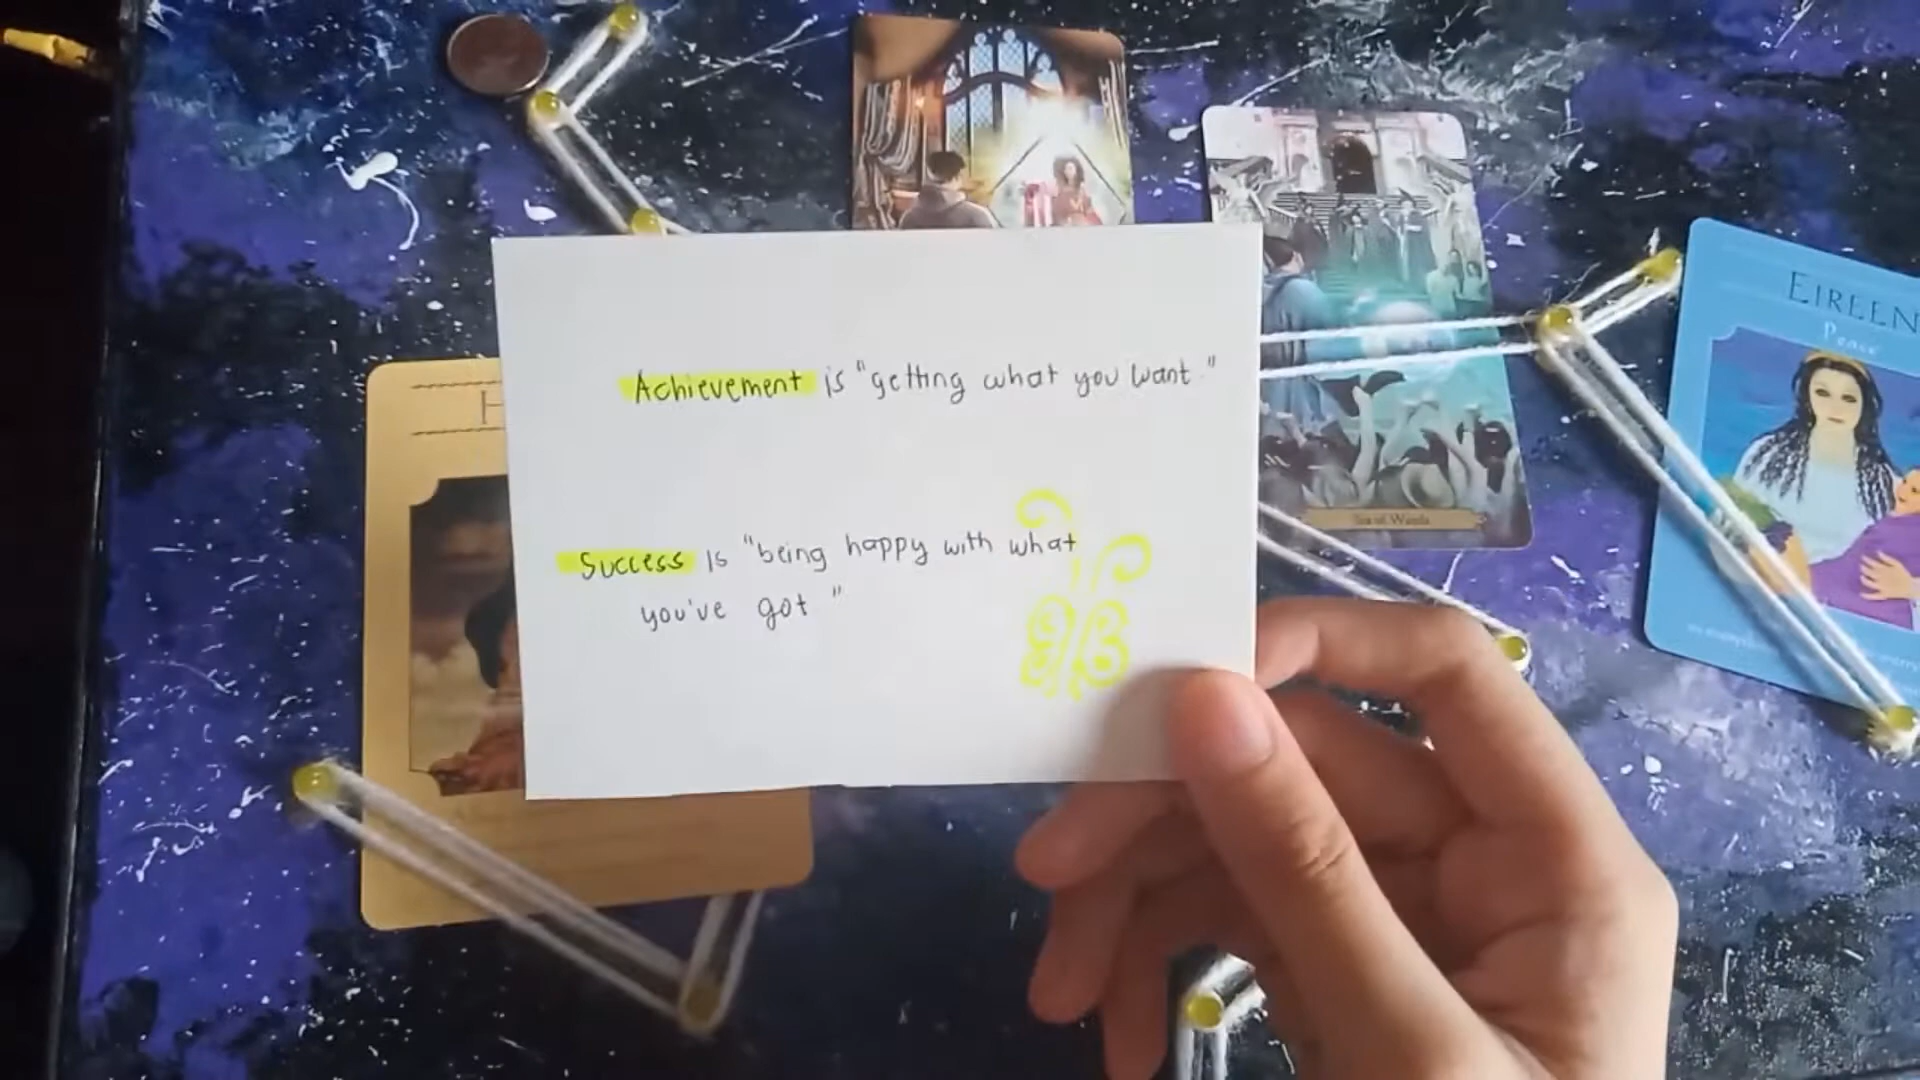 EIREEN
Peace
Achievement is "getting what you want."
Ten of Wands
Success is "being happy with what
you've got"